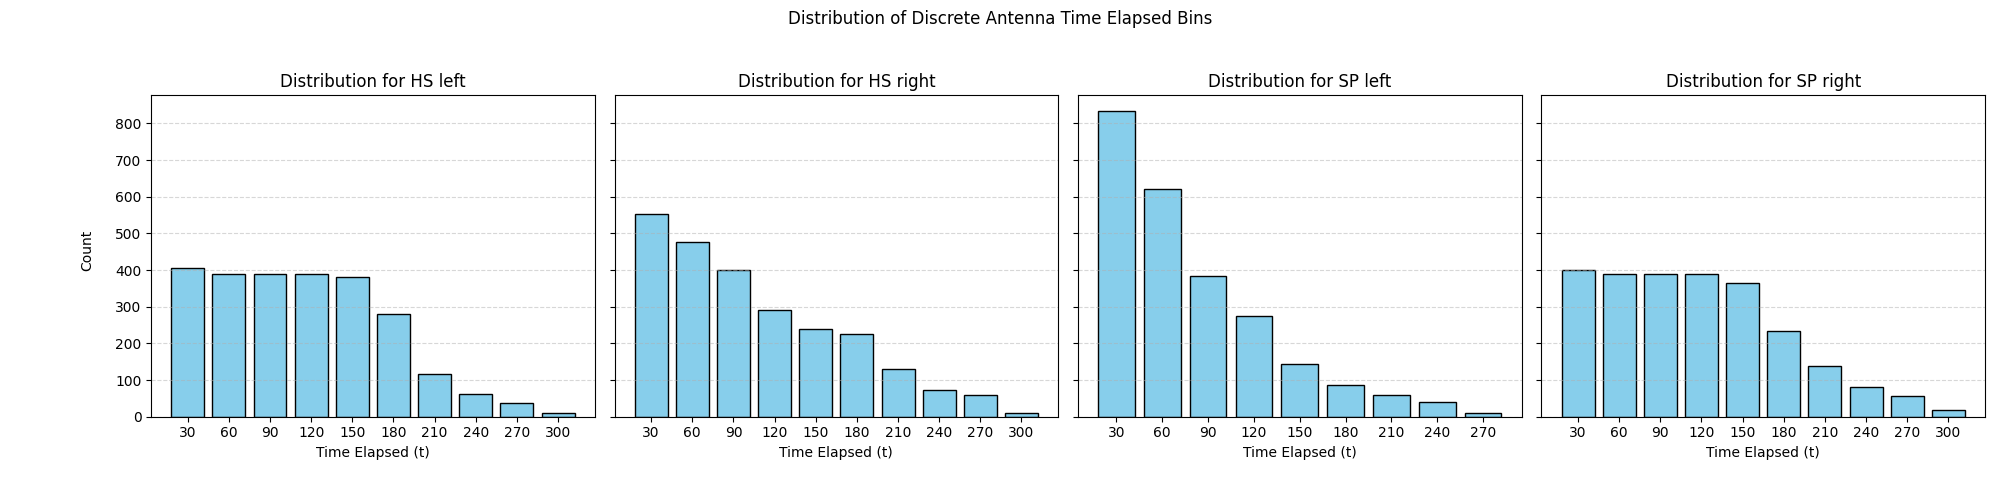 Distribution of Discrete Antenna Time Elapsed Bins
Distribution for HS left
Distribution for HS right
Distribution for SP left
Distribution for SP right
Count
800
700
600
500
400
300
200
100
0
30 60 90 120 150 180 210 240 270 300
30 60 90 120 150 180 210 240 270 300
30 60 90 120 150 180 210 240 270
30 60 90 120 150 180 210 240 270 300
Time Elapsed (t)
Time Elapsed (t)
Time Elapsed (t)
Time Elapsed (t)